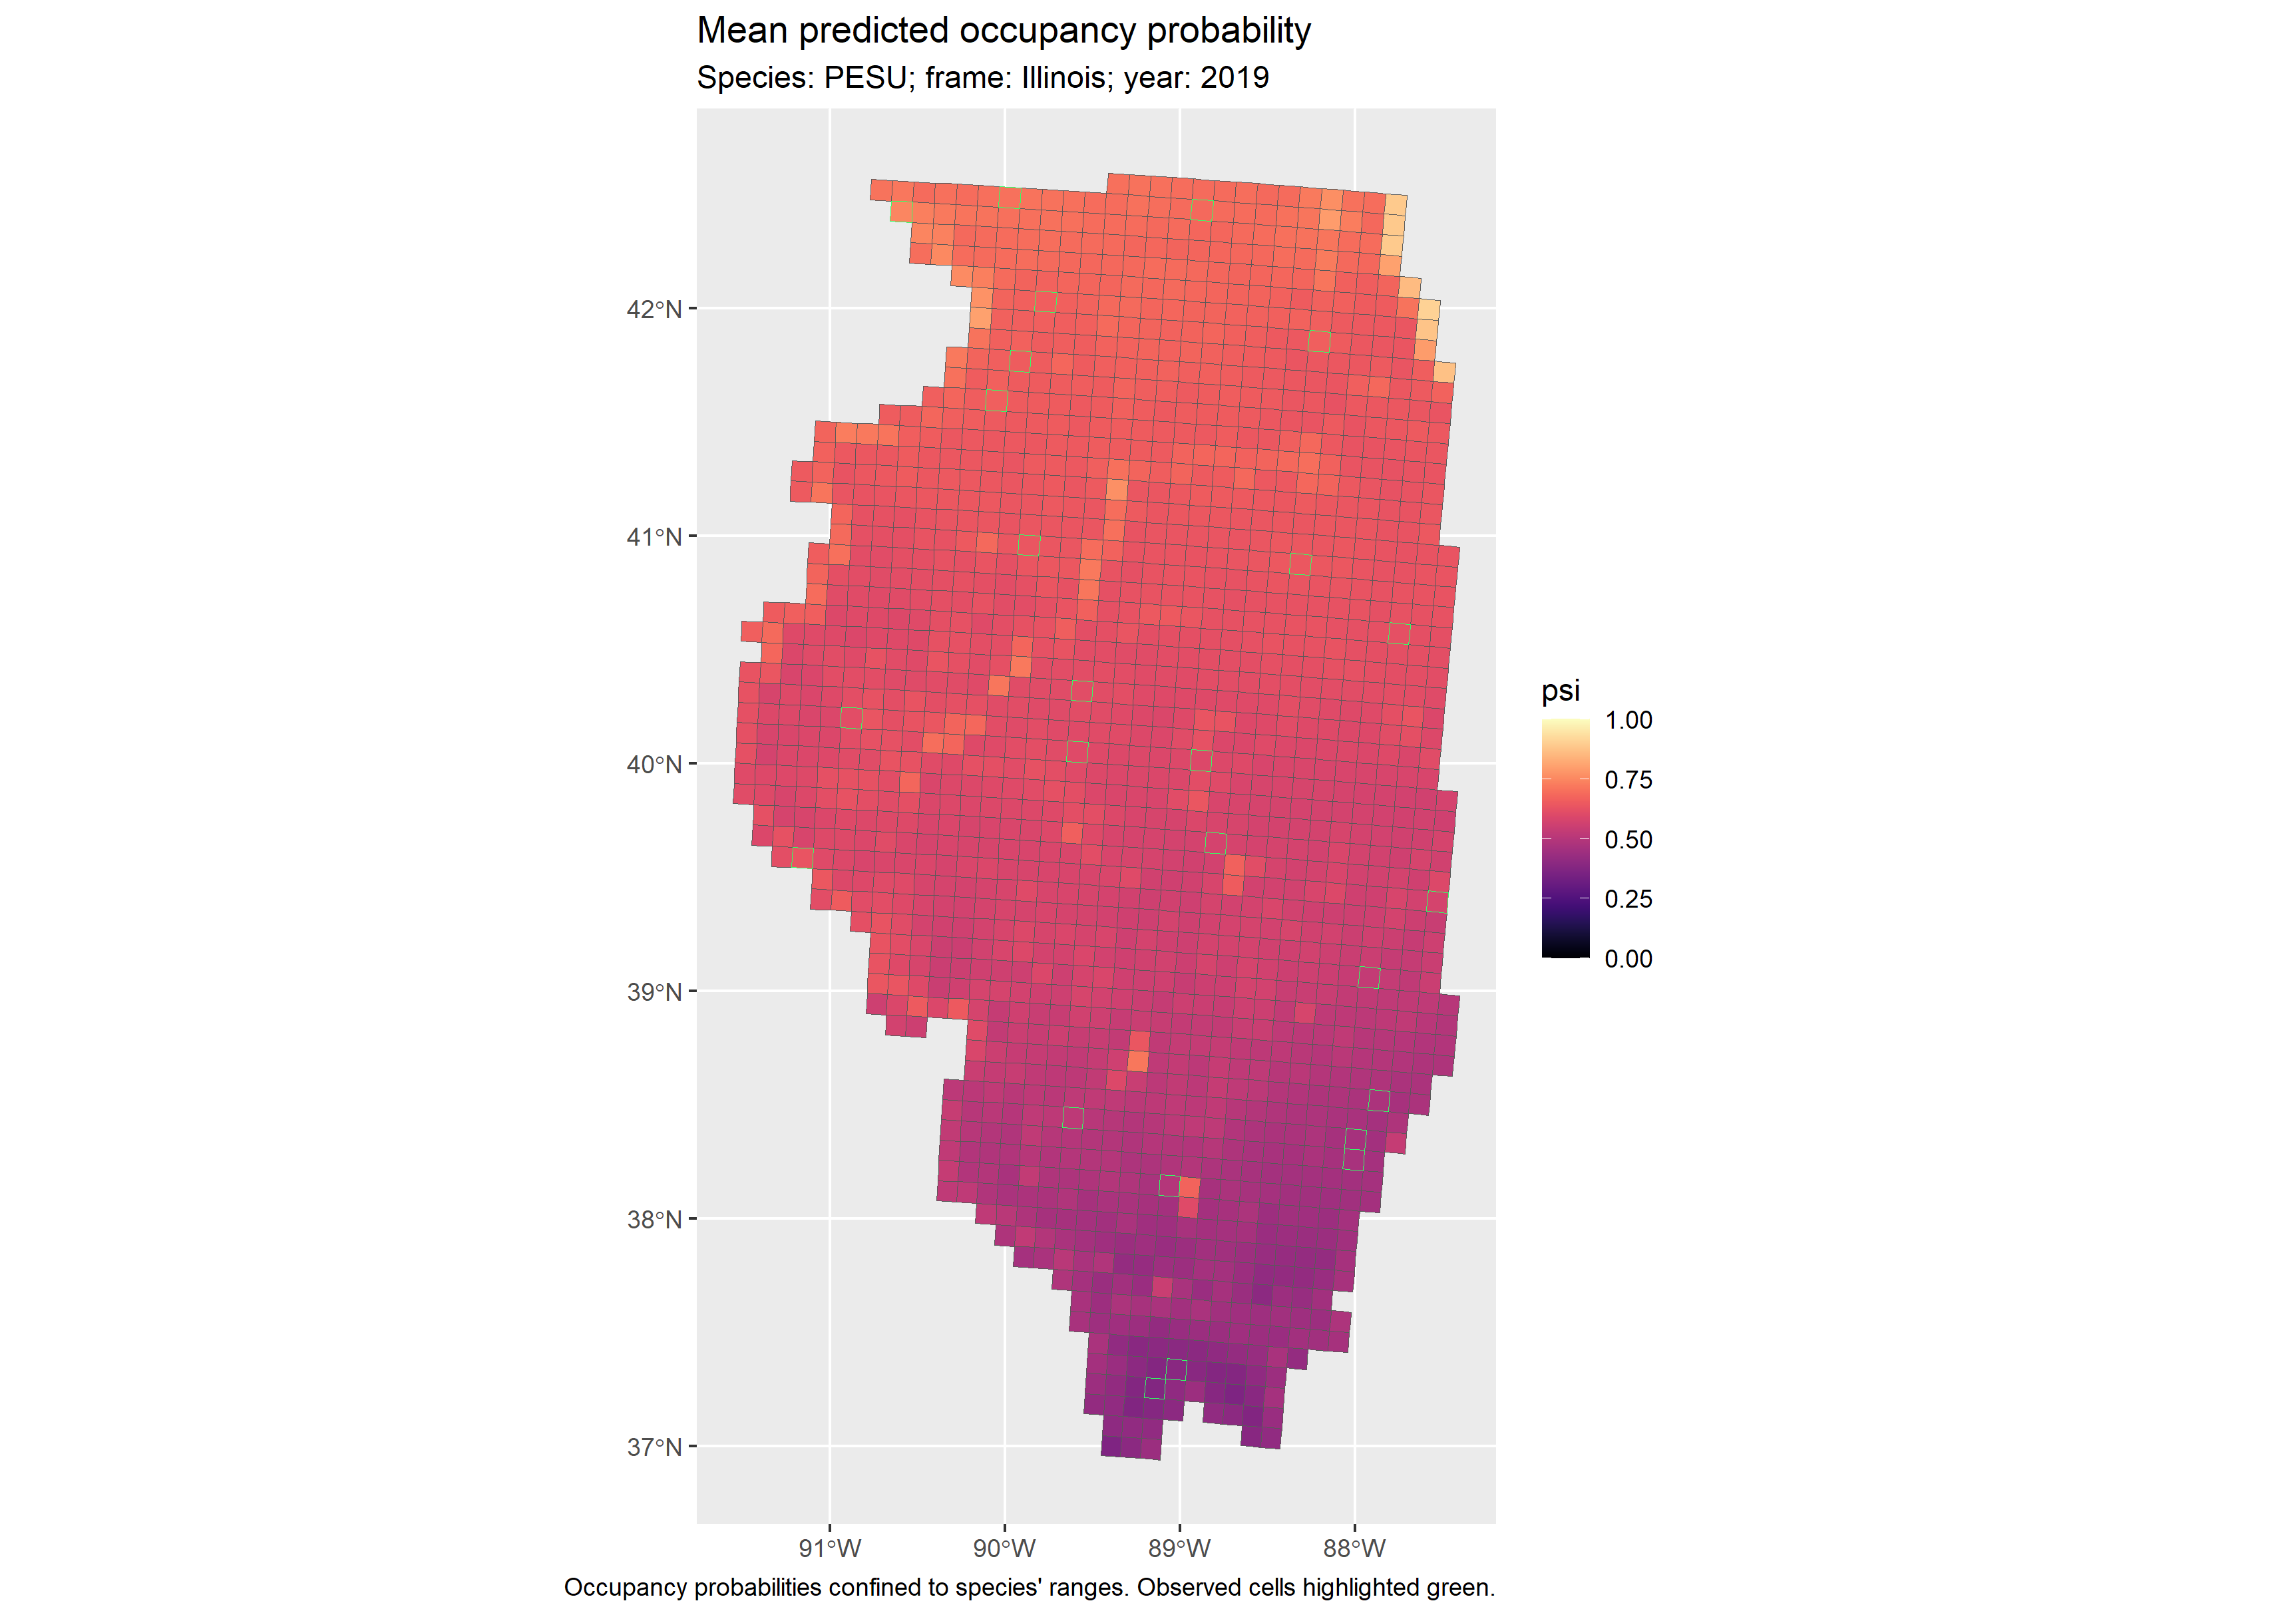 Mean predicted occupancy probability
Species: PESU; frame: Illinois; year: 2019
42°N
41°N
40°N
39°N
38°N
37°N
91°W
90°W
89°W
88°W
psi
1.00
0.75
0.50
0.25
0.00
Occupancy probabilities confined to species' ranges. Observed cells highlighted green.